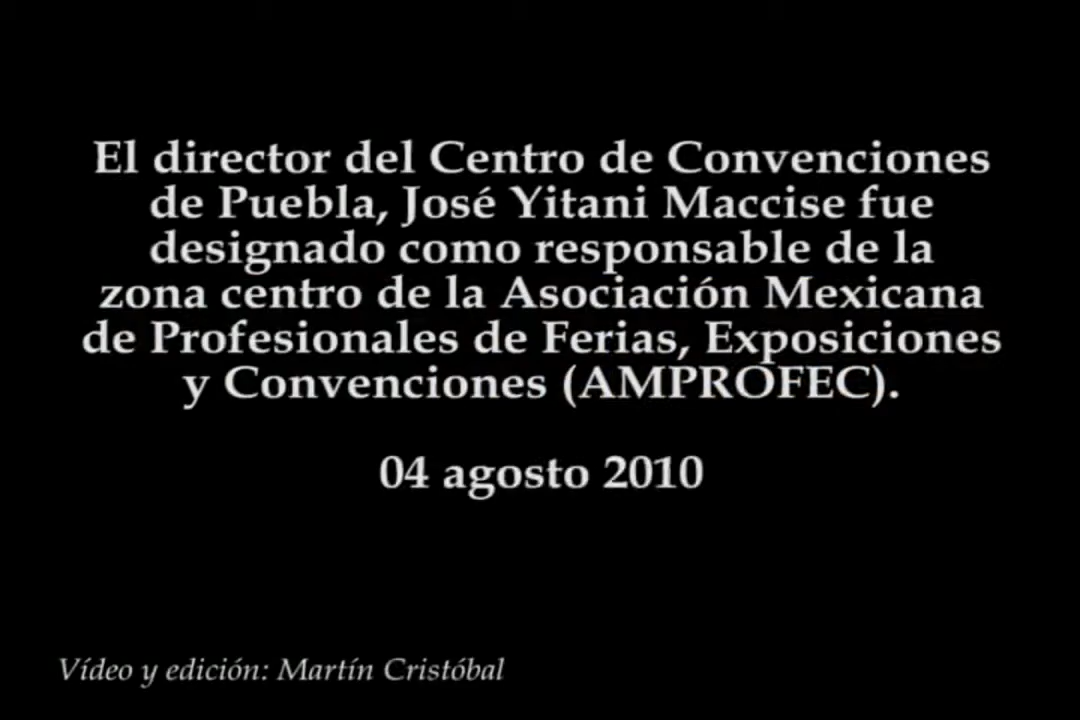 El director del Centro de Convenciones
de Puebla, José Yitani Maccise fue
designado como responsable de la
zona centro de la Asociación Mexicana
de Profesionales de Ferias, Exposiciones
y Convenciones (AMPROFEC).
04 agosto 2010
Vídeo y edición: Martín Cristóbal